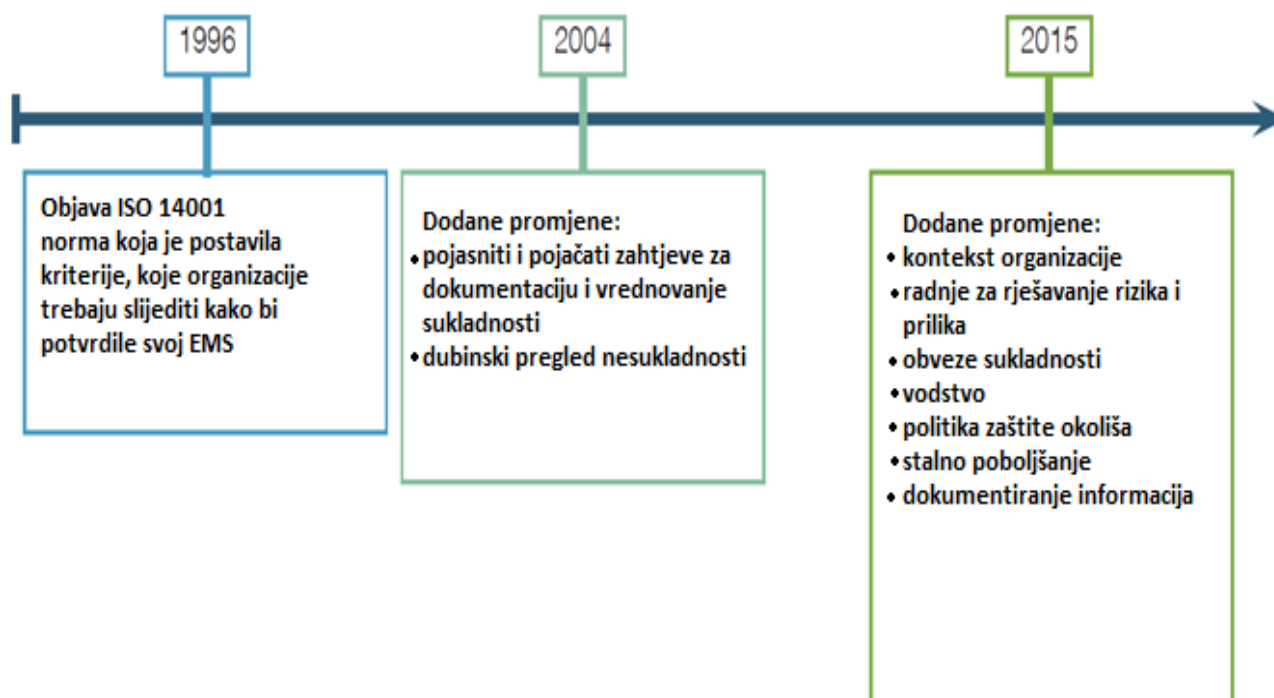 1996
2004
2015
Objava ISO 14001
norma koja je postavila
kriterije, koje organizacije
trebaju slijediti kako bi
potvrdile svoj EMS
Dodane promjene:
• pojasniti i pojačati zahtjeve za
dokumentaciju i vrednovanje
sukladnosti
• dubinski pregled nesukladnosti
Dodane promjene:
• kontekst organizacije
• radnje za rješavanje rizika i
prilika
• obveze sukladnosti
• vodstvo
• politika zaštite okoliša
• stalno poboljšanje
• dokumentiranje informacija